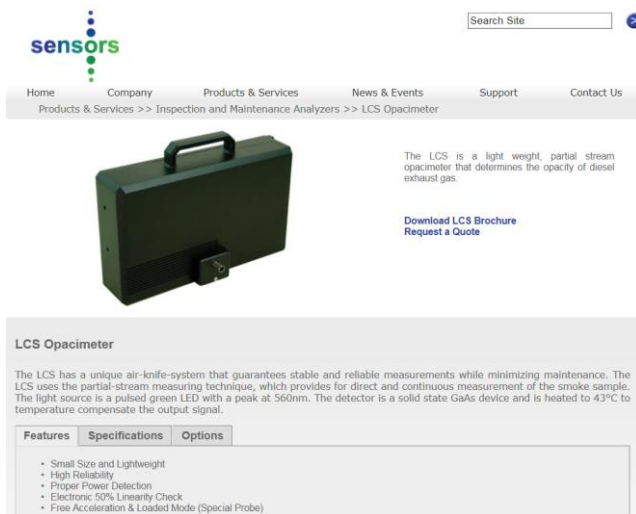 Search Site
sensors
Home Company Products & Services News & Events Support Contact Us
Products & Services >> Inspection and Maintenance Analyzers >> LCS Opacimeter
The LCS is a light weight, partial stream
opacimeter that determines the opacity of diesel
exhaust gas.
Download LCS Brochure
Request a Quote
LCS Opacimeter
The LCS has a unique air-knife-system that guarantees stable and reliable measurements while minimizing maintenance. The
LCS uses the partial-stream measuring technique, which provides for direct and continuous measurement of the smoke sample.
The light source is a pulsed green LED with a peak at 560nm. The detector is a solid state GaAs device and is heated to 43°C to
temperature compensate the output signal.
Features Specifications Options
• Small Size and Lightweight
• High Reliability
• Proper Power Detection
• Electronic 50% Linearity Check
• Free Acceleration & Loaded Mode (Special Probe)